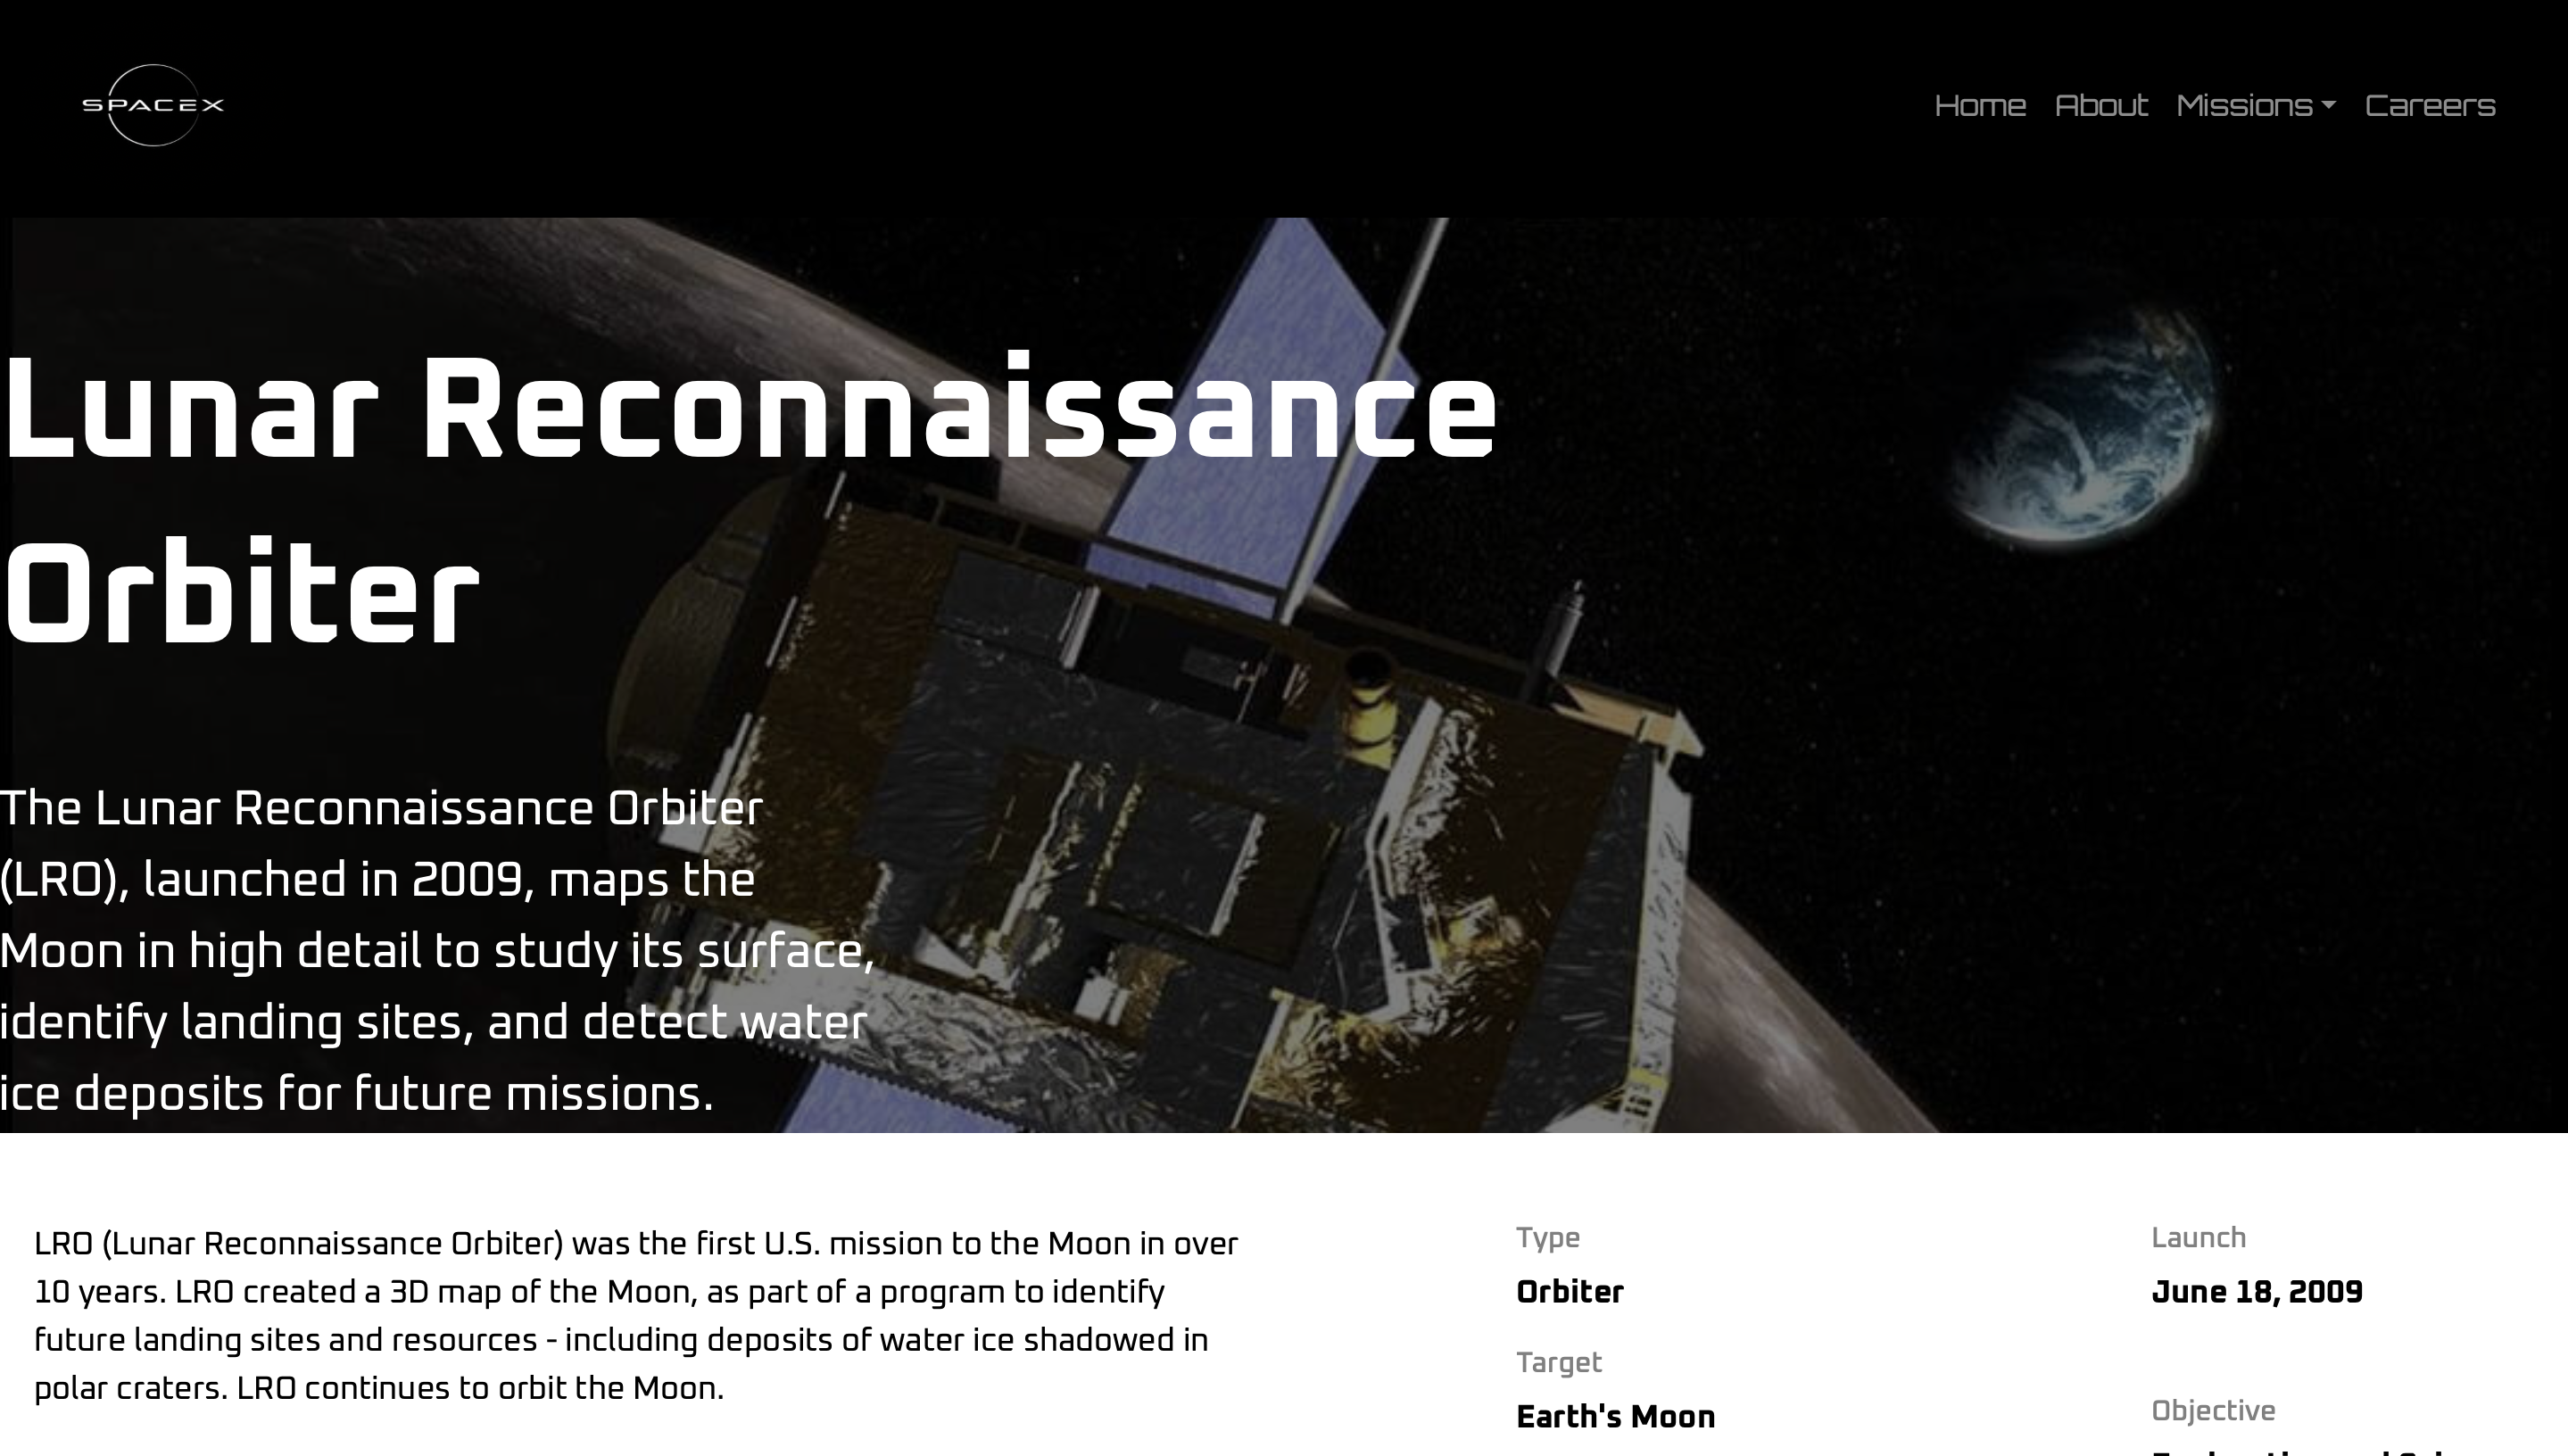 SPACEX
Home About Missions Careers
Lunar Reconnaissance
Orbiter
The Lunar Reconnaissance Orbiter
(LRO), launched in 2009, maps the
Moon in high detail to study its surface,
identify landing sites, and detect water
ice deposits for future missions.
LRO (Lunar Reconnaissance Orbiter) was the first U.S. mission to the Moon in over
10 years. LRO created a 3D map of the Moon, as part of a program to identify
future landing sites and resources - including deposits of water ice shadowed in
polar craters. LRO continues to orbit the Moon.
Type
Orbiter
Target
Earth's Moon
Launch
June 18, 2009
Objective